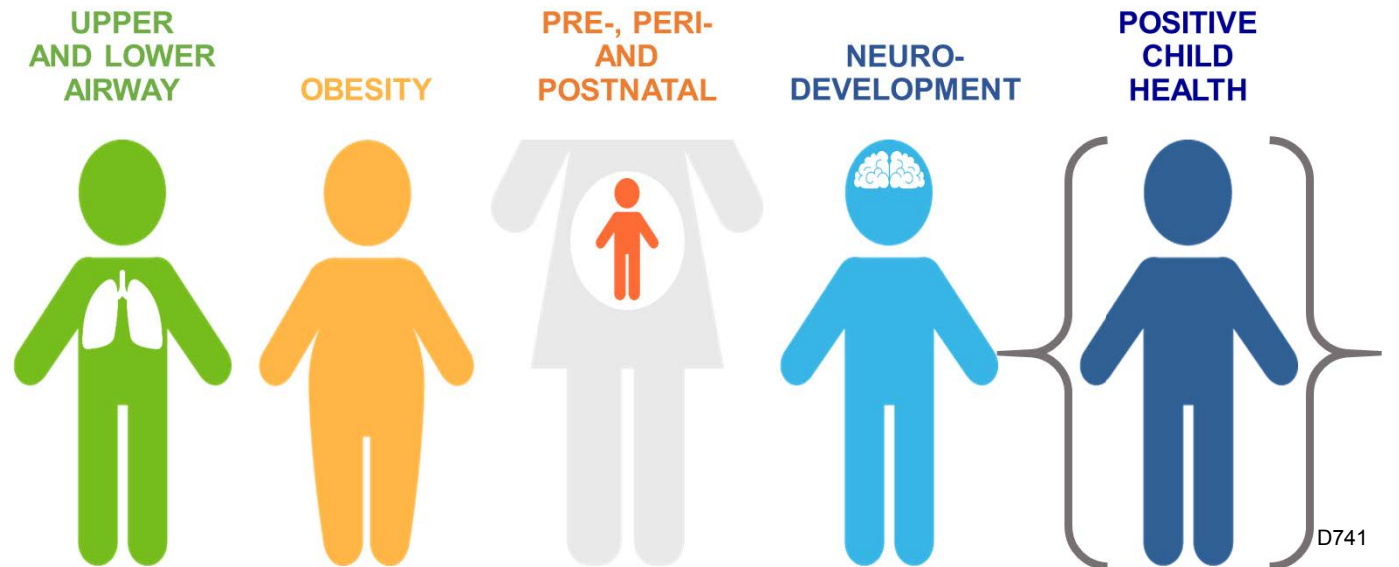 UPPER
AND LOWER
AIRWAY
OBESITY
PRE-, PERI-
AND
POSTNATAL
NEURO-
DEVELOPMENT
POSITIVE
CHILD
HEALTH
D741